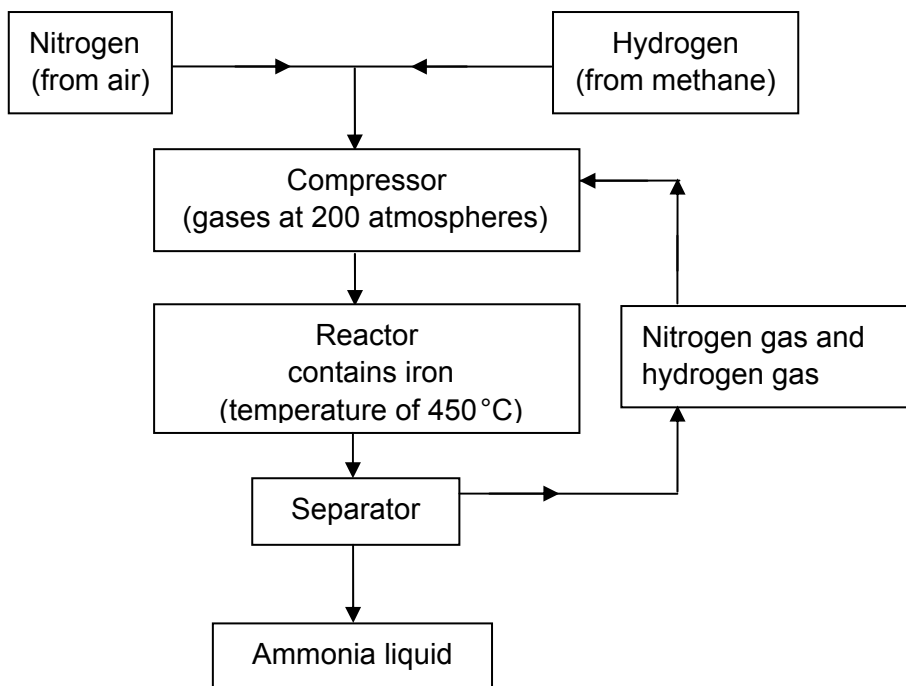 Nitrogen
(from air)
Hydrogen
(from methane)
Compressor
(gases at 200 atmospheres)
Reactor
contains iron
(temperature of 450 °C)
Nitrogen gas and
hydrogen gas
Separator
Ammonia liquid